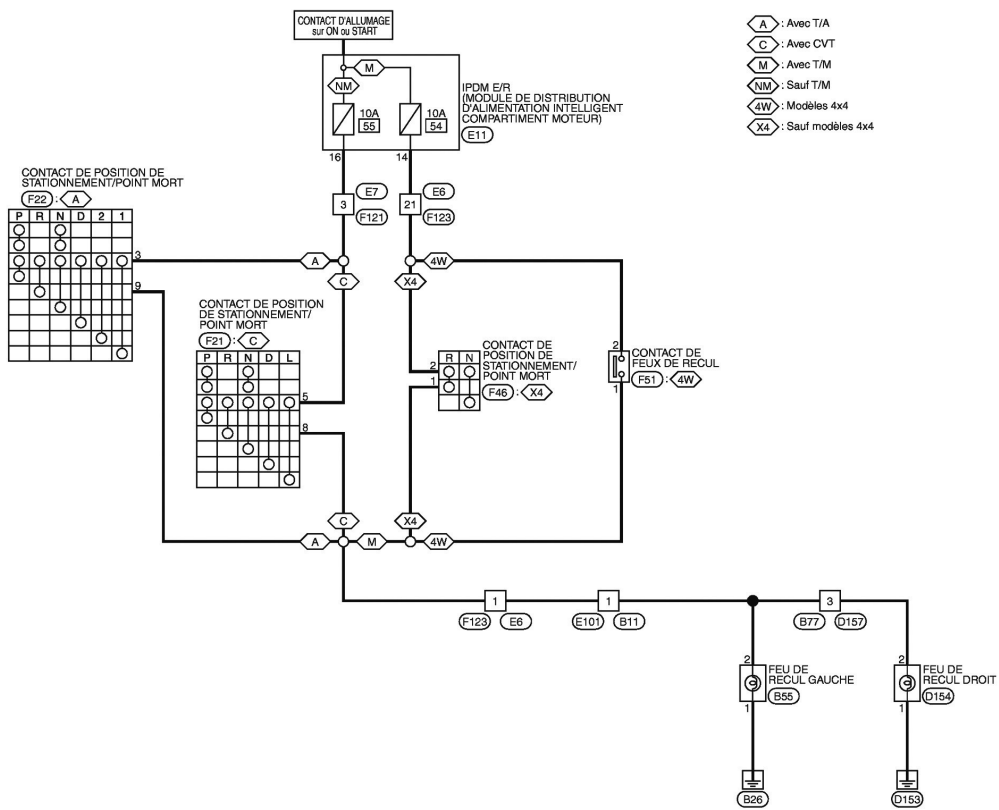 CONTACT D'ALLUMAGE
sur ON ou START
A : Avec T/A
C : Avec CVT
M : Avec T/M
NM : Sauf T/M
4W : Modèles 4x4
X4 : Sauf modèles 4x4
M
NM
10A
55
10A
54
IPDM E/R
(MODULE DE DISTRIBUTION
D'ALIMENTATION INTELLIGENT
COMPARTIMENT MOTEUR)
E11
16
14
3
E7
F121
21
E6
F123
CONTACT DE POSITION DE
STATIONNEMENT/POINT MORT
F22 : A
P R N D 2 1
3
9
A
C
4W
X4
CONTACT DE POSITION
DE STATIONNEMENT/
POINT MORT
F21 : C
P R N D L
5
8
R N
2
1
CONTACT DE
POSITION DE
STATIONNEMENT/
POINT MORT
F46 : X4
2
1
CONTACT DE
FEUX DE RECUL
F51 : 4W
C
X4
A
M
4W
1
F123 E6
1
E101 B11
3
B77 D157
2
1
FEU DE
RECUL GAUCHE
B55
2
1
FEU DE
RECUL DROIT
D154
B26
D153